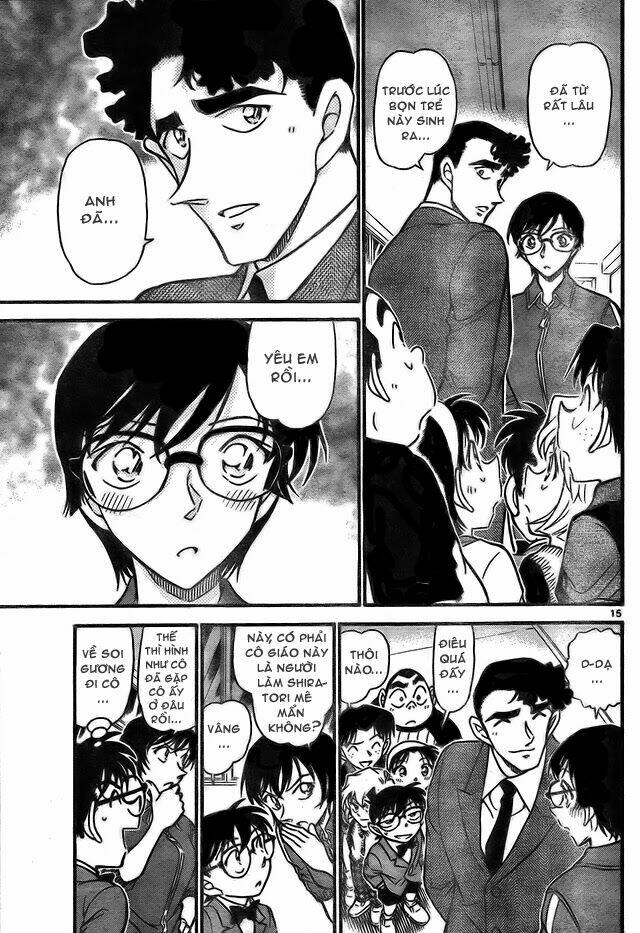 ĐÃ TỪ
RẤT LÂU
...
TRƯỚC LÚC
BỌN TRẺ
NÀY SINH
RA...
ANH
ĐÃ...
YÊU EM
RỒI...
15
D-DẠ
...
ĐIÊU
QUÁ ĐẤY
...
THÔI
NÀO...
NÀY, CÓ PHẢI
CÔ GIÁO NÀY
LÀ NGƯỜI
LÀM SHIRA-
TORI MÊ
MẨN KHÔNG?
VÂNG
...
THẾ
THÌ HÌNH
NHƯ CÔ
ĐÃ GẶP
CÔ ẤY
Ở ĐÂU
RỒI...
VỀ SOI
GƯƠNG
ĐI CÔ
...